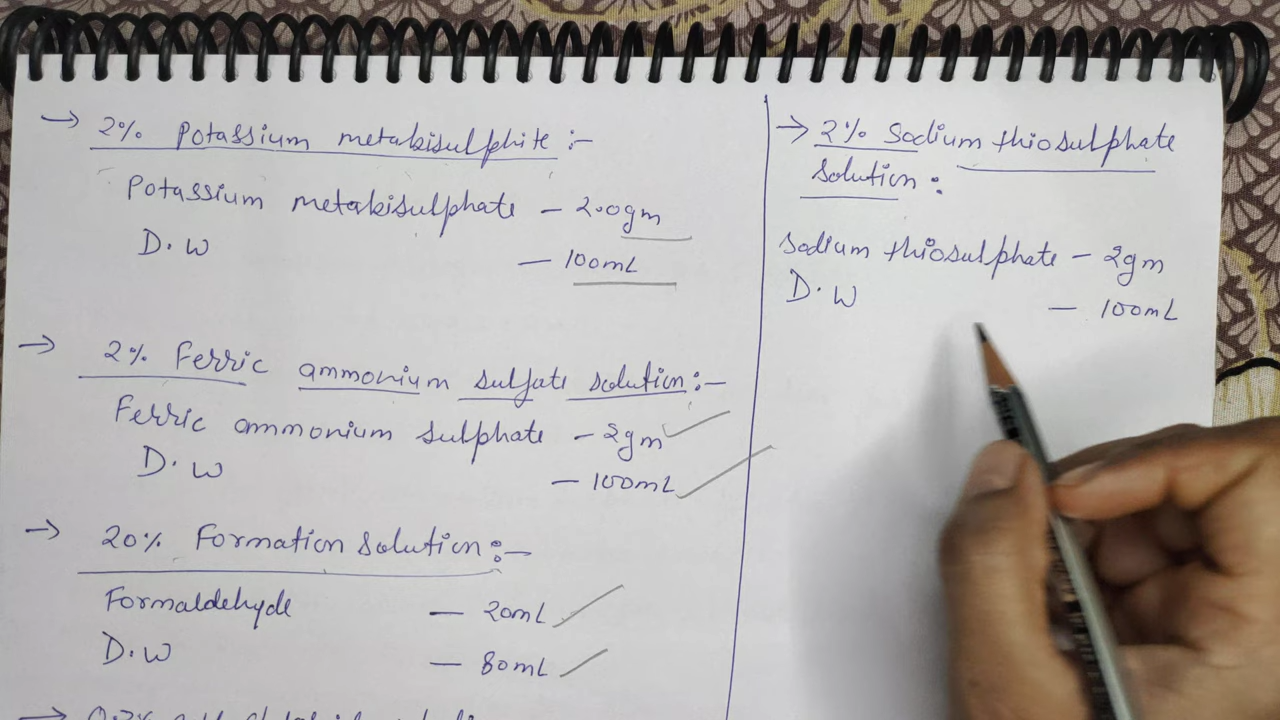 → 2% Potassium metabisulphite :-
Potassium metabisulphate - 2.0gm
D.W - 100mL
→ 2% Ferric ammonium sulfate solution :-
Ferric ammonium sulphate - 2gm
D.W - 100mL
→ 20% Formation Solution :-
Formaldehyde - 20mL
D.W - 80mL
→
→ 2% Sodium thiosulphate
Solution :
Sodium thiosulphate - 2gm
D.W - 100mL